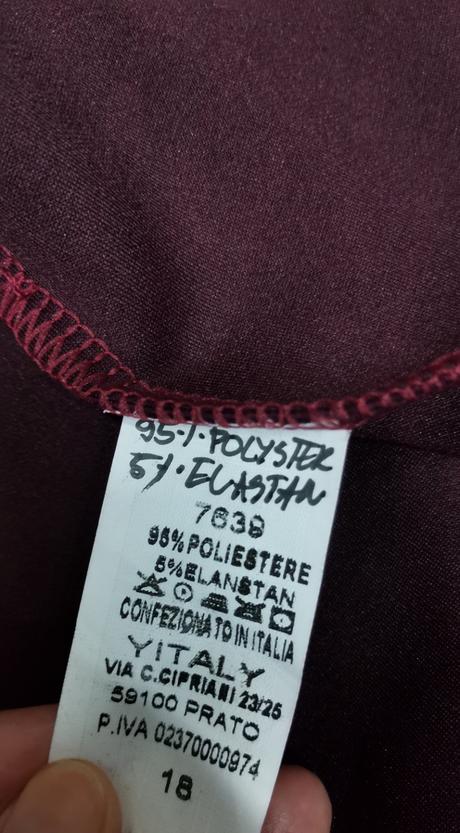 95% POLYSTER
5% ELASTAN
7639
95%POLIESTERE
5%ELANSTAN
CONFEZIONATO IN ITALIA
YITALY
VIA C.CIPRIANI 23/25
59100 PRATO
P.IVA 02370000974
18